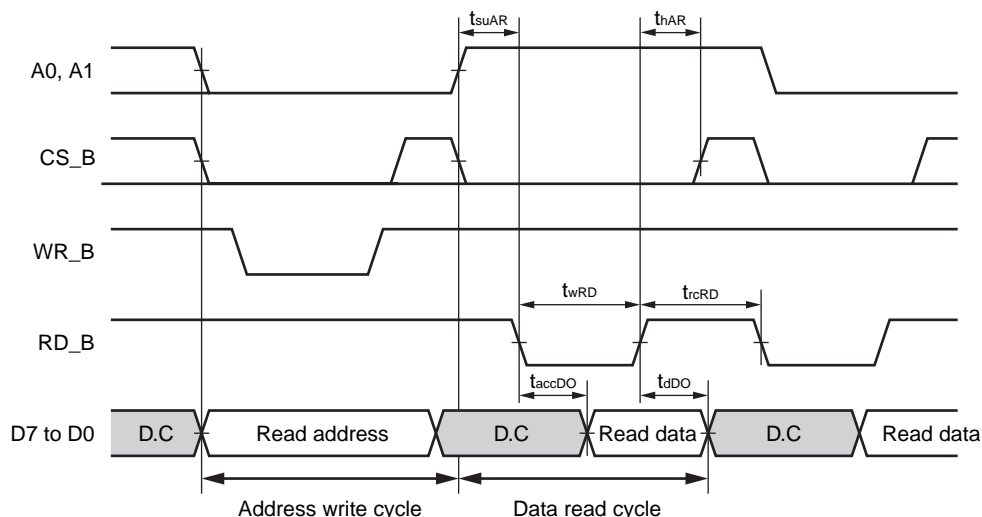 tsuAR
thAR
A0, A1
CS_B
WR_B
twRD
trcRD
RD_B
taccDO
tdDO
D7 to D0
D.C
Read address
D.C
Read data
D.C
Read data
Address write cycle
Data read cycle